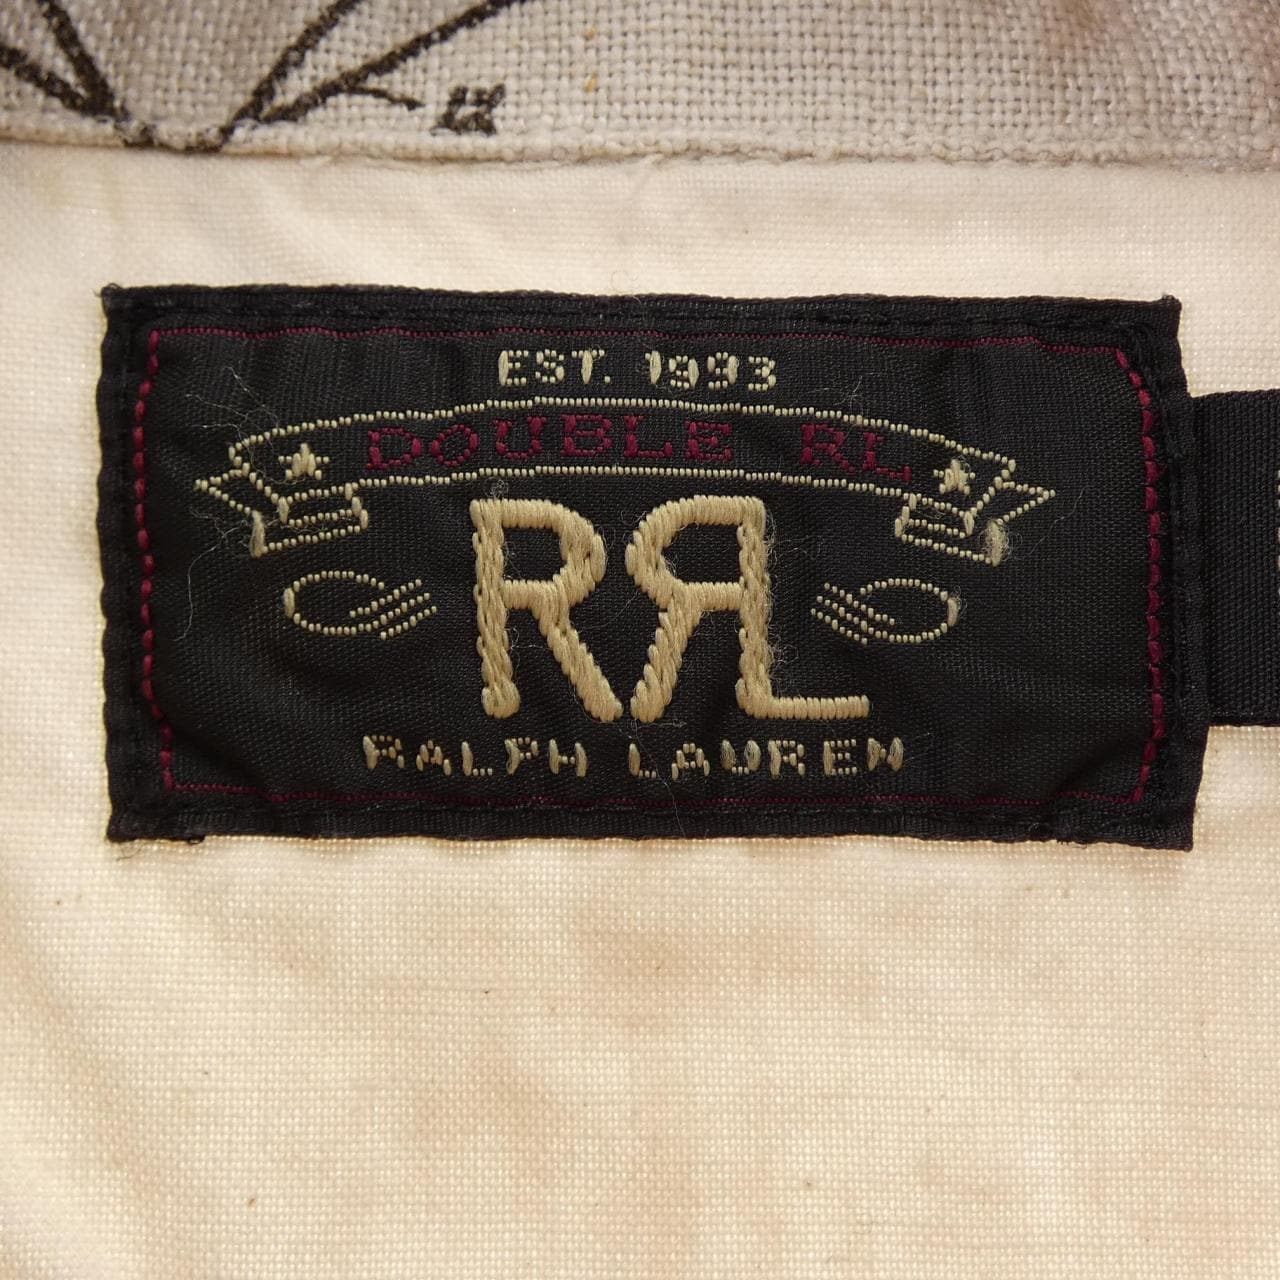 EST. 1993
DOUBLE RL
RRL
RALPH LAUREN